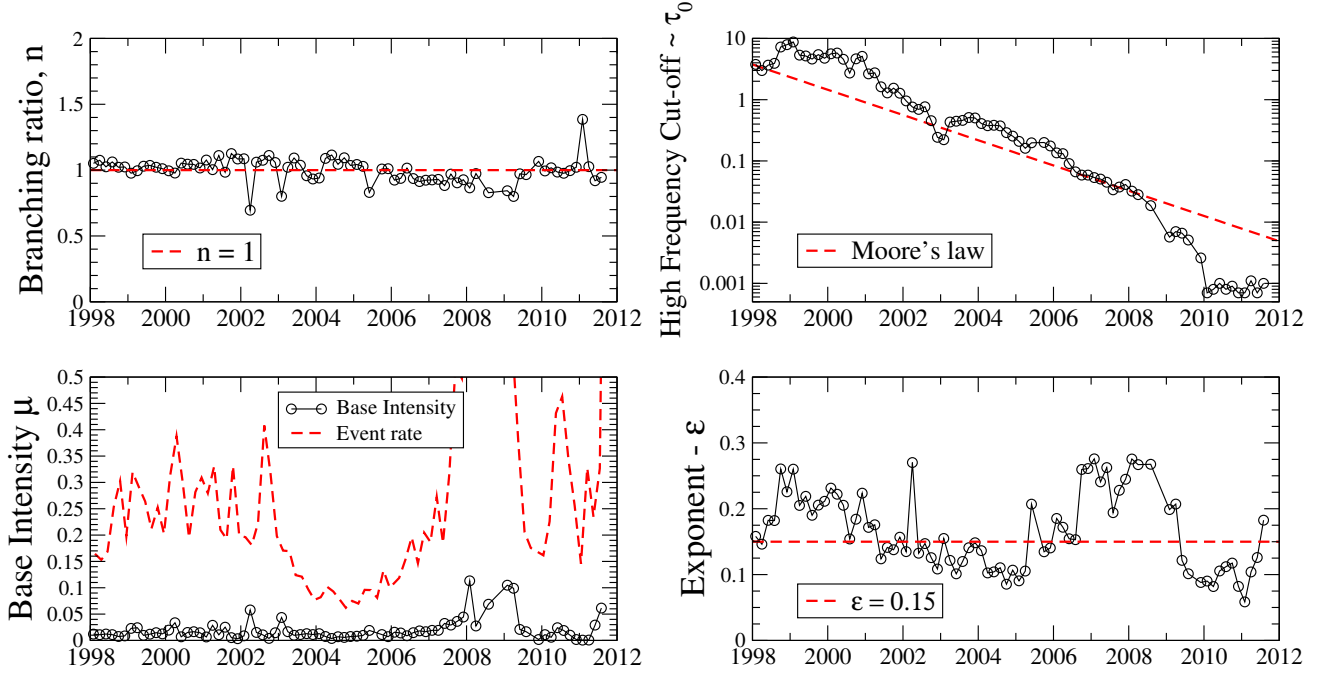 Branching ratio, n
2
1.5
1
0.5
0
n = 1
1998 2000 2002 2004 2006 2008 2010 2012
High Frequency Cut-off ~ τ0
10
1
0.1
0.01
0.001
Moore's law
1998 2000 2002 2004 2006 2008 2010 2012
Base Intensity μ
0.5
0.45
0.4
0.35
0.3
0.25
0.2
0.15
0.1
0.05
0
Base Intensity
Event rate
1998 2000 2002 2004 2006 2008 2010 2012
Exponent - ε
0.4
0.3
0.2
0.1
0
ε = 0.15
1998 2000 2002 2004 2006 2008 2010 2012